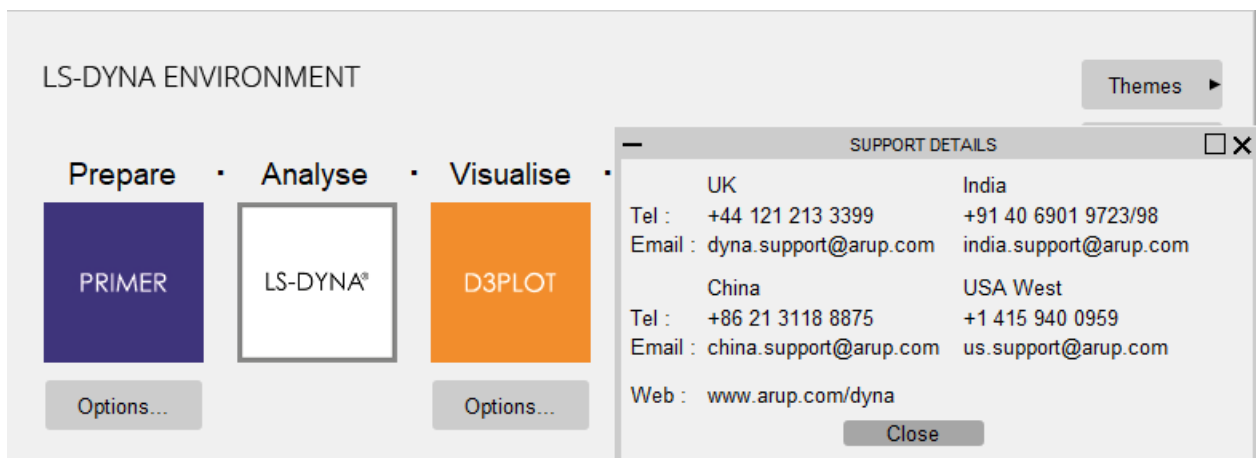 LS-DYNA ENVIRONMENT
Themes
Prepare · Analyse · Visualise ·
PRIMER
LS-DYNA®
D3PLOT
Options...
Options...
SUPPORT DETAILS
UK India
Tel : +44 121 213 3399 +91 40 6901 9723/98
Email : dyna.support@arup.com india.support@arup.com
China USA West
Tel : +86 21 3118 8875 +1 415 940 0959
Email : china.support@arup.com us.support@arup.com
Web : www.arup.com/dyna
Close